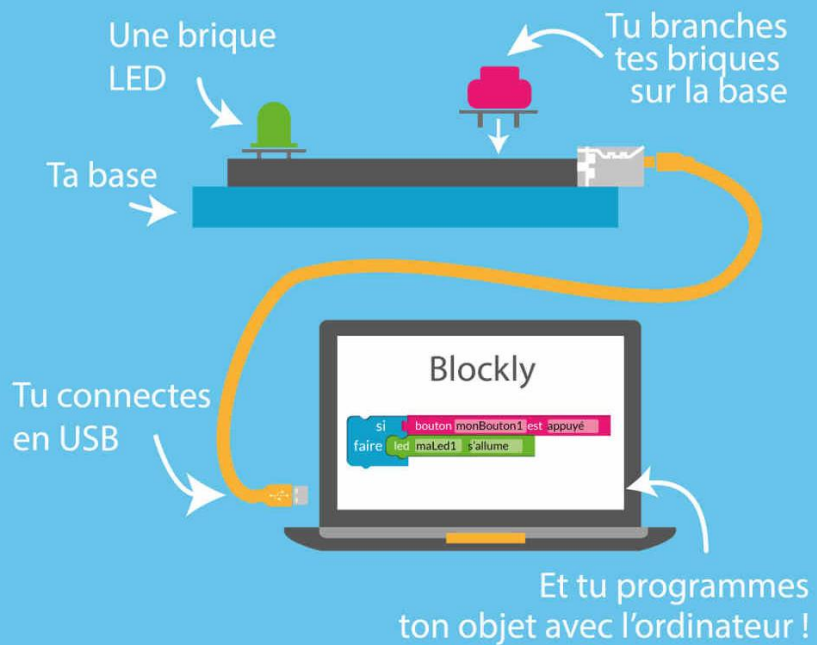 Une brique
LED
Tu branches
tes briques
sur la base
Ta base
Blockly
si bouton monBouton1 est appuyé
faire led maLed1 s'allume
Tu connectes
en USB
Et tu programmes
ton objet avec l'ordinateur !